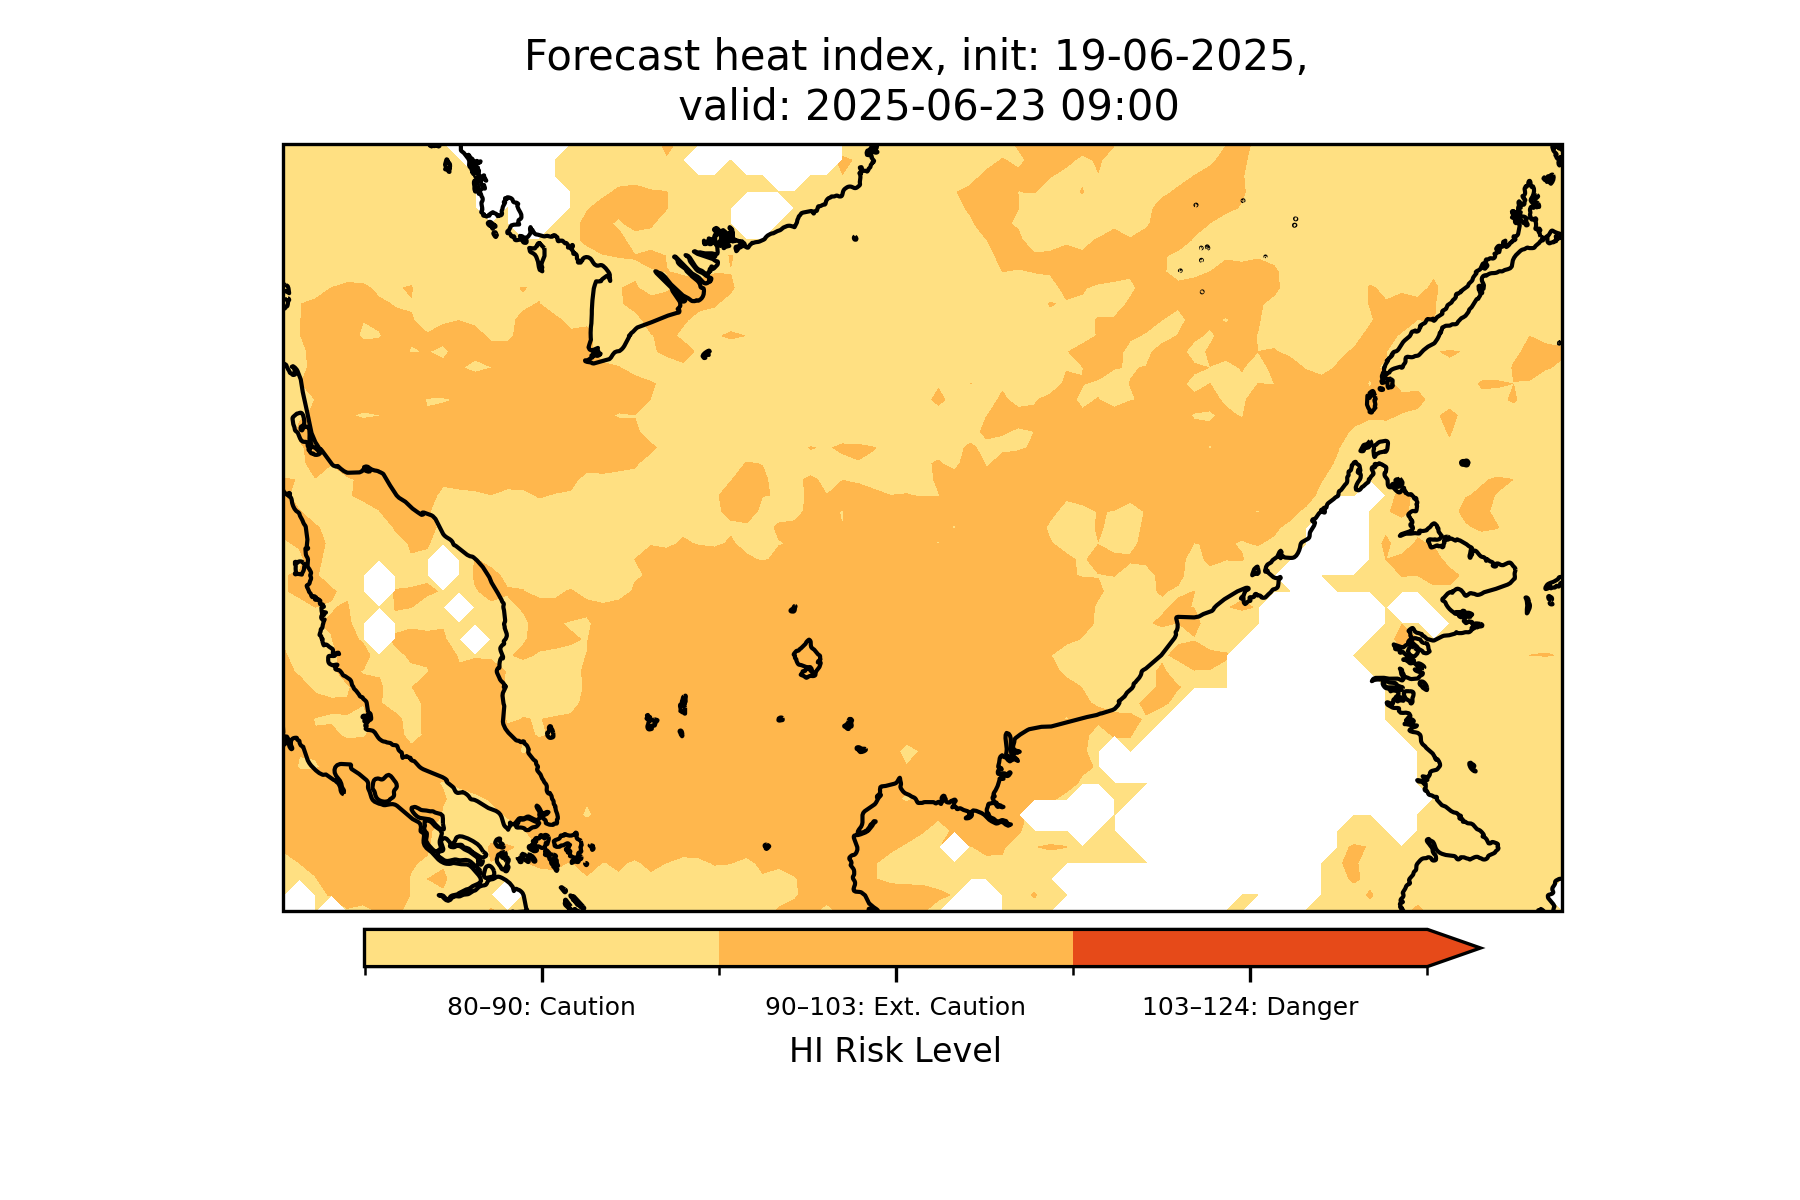 Forecast heat index, init: 19-06-2025,
valid: 2025-06-23 09:00
80–90: Caution
90–103: Ext. Caution
103–124: Danger
HI Risk Level